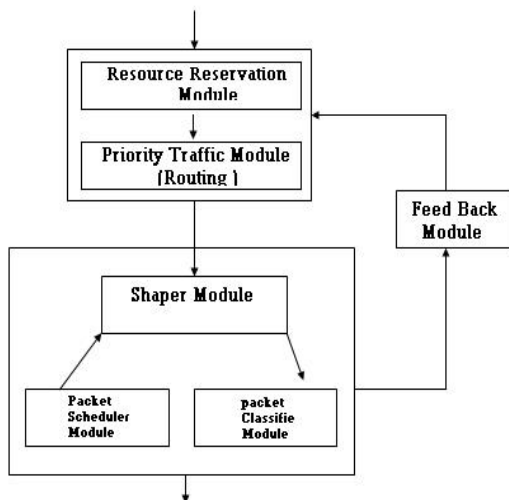 Resource Reservation
Module
Priority Traffic Module
(Routing )
Feed Back
Module
Shaper Module
Packet
Scheduler
Module
packet
Classifie
Module